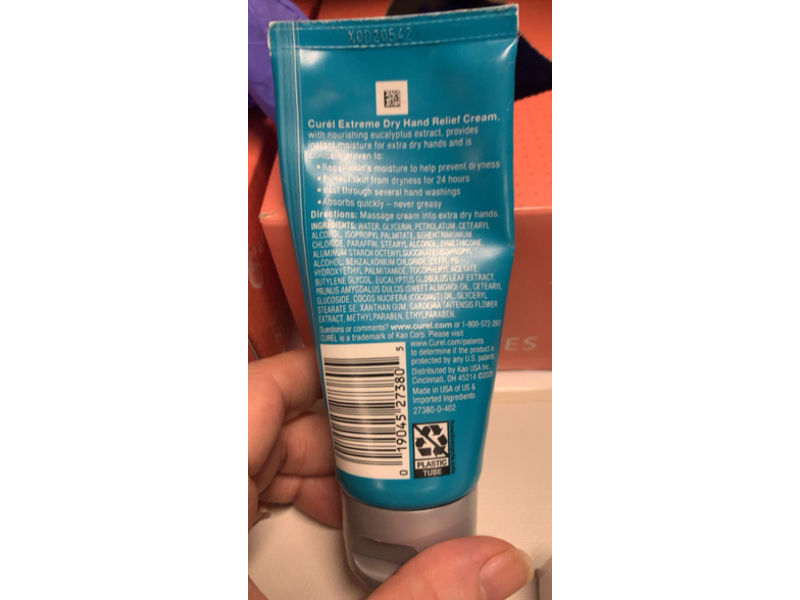 X0D20542
Curél Extreme Dry Hand Relief Cream,
with nourishing eucalyptus extract, provides
instant moisture for extra dry hands and is
clinically proven to:
• Repair skin's moisture to help prevent dryness
• Protect skin from dryness for 24 hours
• Last through several hand washings
• Absorbs quickly – never greasy
Directions: Massage cream into extra dry hands.
INGREDIENTS: WATER, GLYCERIN, PETROLATUM, CETEARYL
ALCOHOL, ISOPROPYL PALMITATE, BEHENTRIMONIUM
CHLORIDE, PARAFFIN, STEARYL ALCOHOL, DIMETHICONE,
ALUMINUM STARCH OCTENYLSUCCINATE, ISOPROPYL
ALCOHOL, BENZALKONIUM CHLORIDE, CETYL-PG
HYDROXYETHYL PALMITAMIDE, TOCOPHERYL ACETATE,
BUTYLENE GLYCOL, EUCALYPTUS GLOBULUS LEAF EXTRACT,
PRUNUS AMYGDALUS DULCIS (SWEET ALMOND) OIL, CETEARYL
GLUCOSIDE, COCOS NUCIFERA (COCONUT) OIL, GLYCERYL
STEARATE SE, XANTHAN GUM, GARDENIA TAITENSIS FLOWER
EXTRACT, METHYLPARABEN, ETHYLPARABEN.
Questions or comments? www.curel.com or 1-800-572-
CURÉL is a trademark of Kao Corp. Please visit
www.Curel.com/patents
to determine if the product is
protected by any U.S. patents
Distributed by Kao USA Inc.,
Cincinnati, OH 45214
Made in USA of US &
Imported Ingredients
27380-0-402
0 19045 27380 5
PLASTIC
TUBE
ES